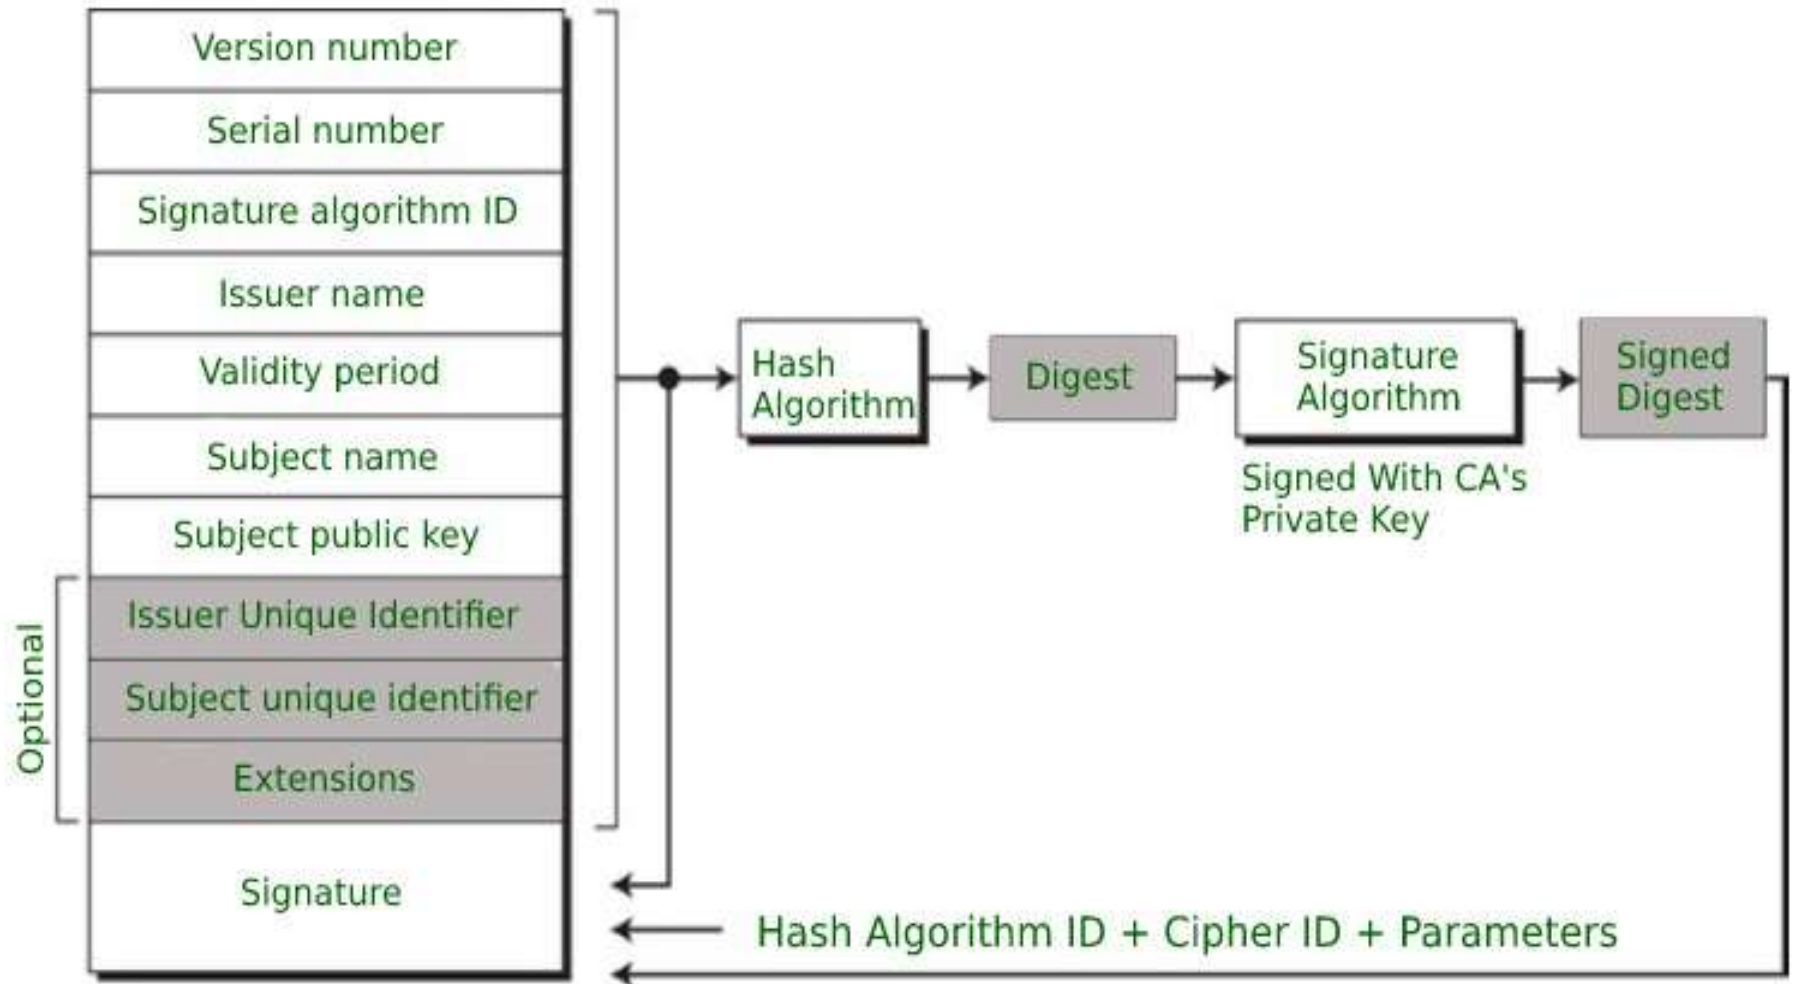 Version number
Serial number
Signature algorithm ID
Issuer name
Validity period
Subject name
Subject public key
Optional
Issuer Unique Identifier
Subject unique identifier
Extensions
Signature
Hash
Algorithm
Digest
Signature
Algorithm
Signed With CA's
Private Key
Signed
Digest
Hash Algorithm ID + Cipher ID + Parameters